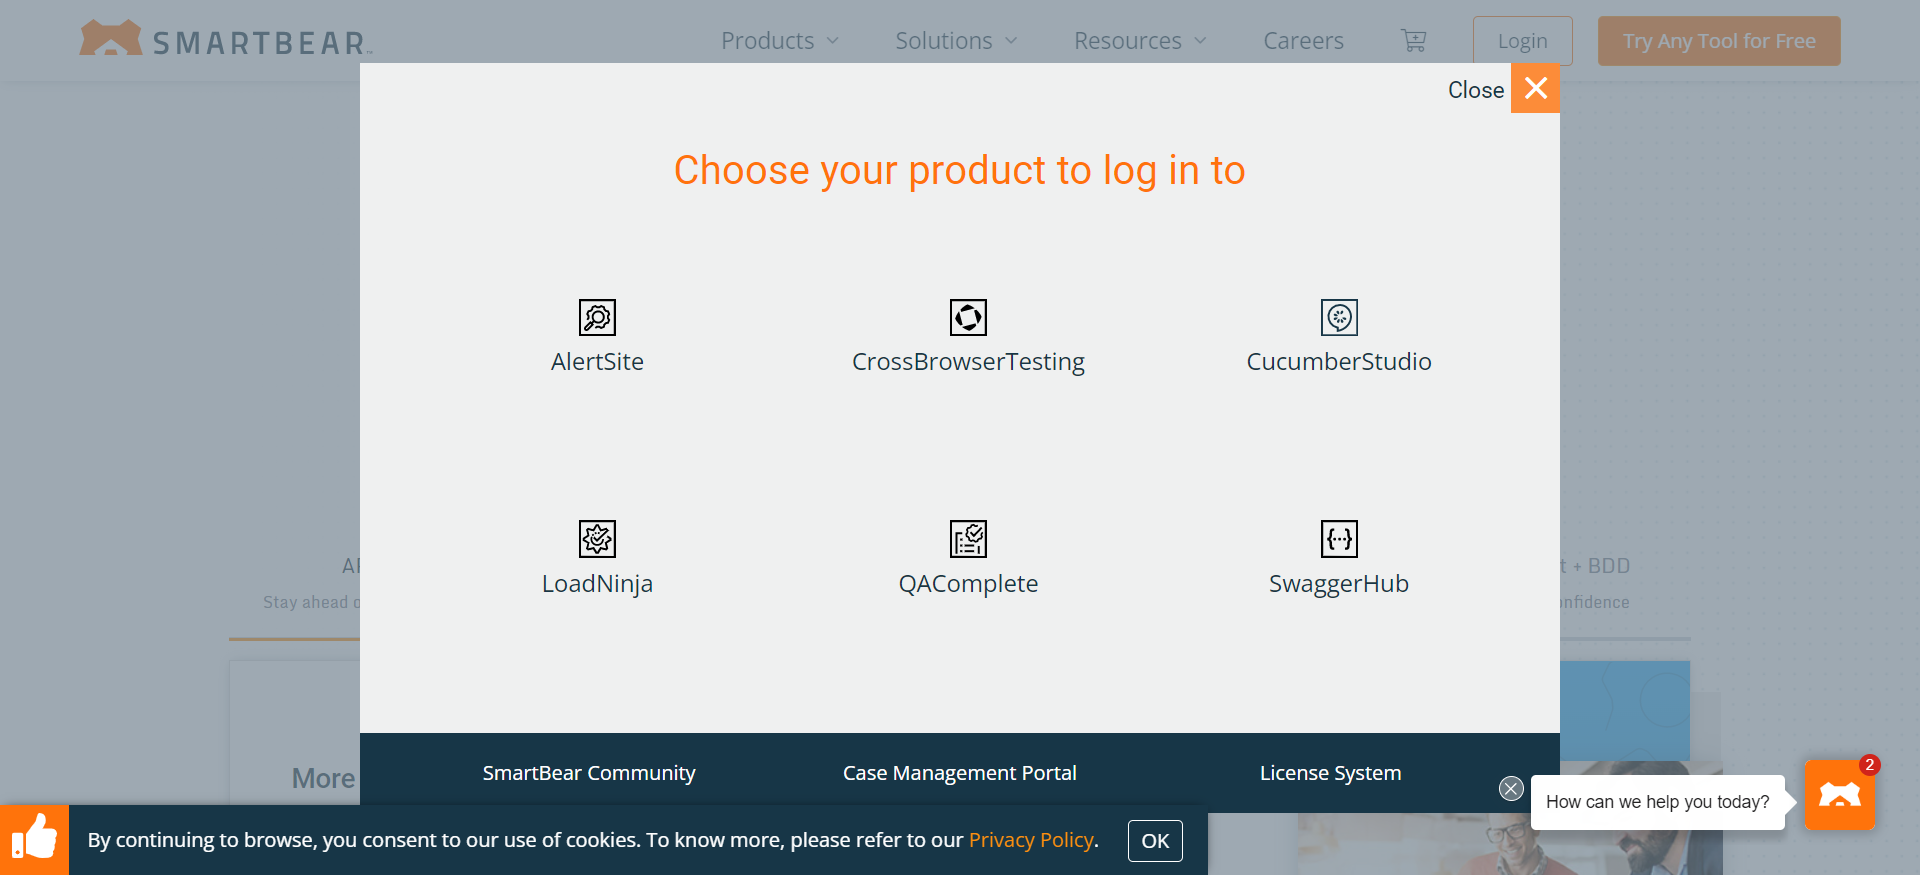 SMARTBEAR
Products
Solutions
Resources
Careers
Login
Try Any Tool for Free
Close
Choose your product to log in to
AlertSite
CrossBrowserTesting
CucumberStudio
LoadNinja
QAComplete
SwaggerHub
Stay ahead
+ BDD
More
SmartBear Community
Case Management Portal
License System
How can we help you today?
2
By continuing to browse, you consent to our use of cookies. To know more, please refer to our Privacy Policy.
OK